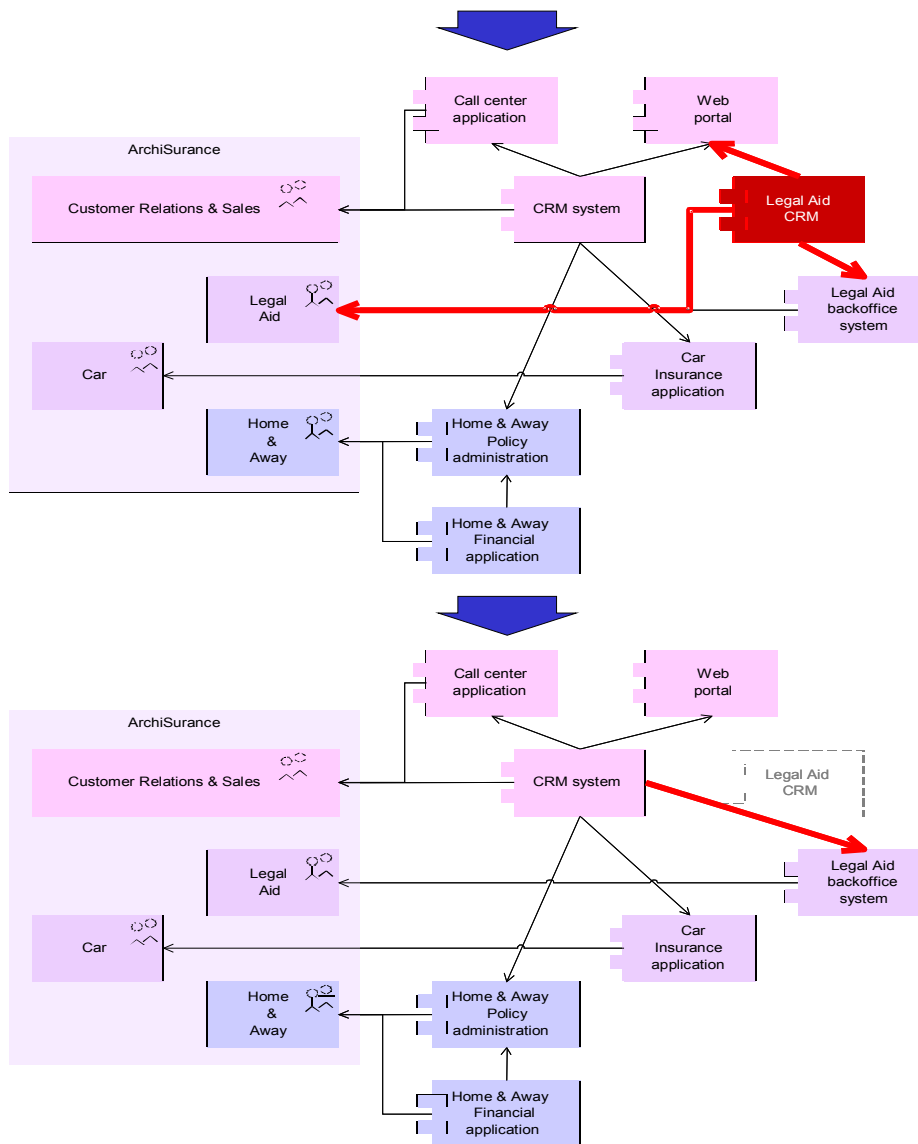 Call center
application
Web
portal
ArchiSurance
Customer Relations & Sales
CRM system
Legal Aid
CRM
Legal
Aid
Legal Aid
backoffice
system
Car
Car
Insurance
application
Home
&
Away
Home & Away
Policy
administration
Home & Away
Financial
application
Call center
application
Web
portal
ArchiSurance
Customer Relations & Sales
CRM system
Legal Aid
CRM
Legal
Aid
Legal Aid
backoffice
system
Car
Car
Insurance
application
Home
&
Away
Home & Away
Policy
administration
Home & Away
Financial
application